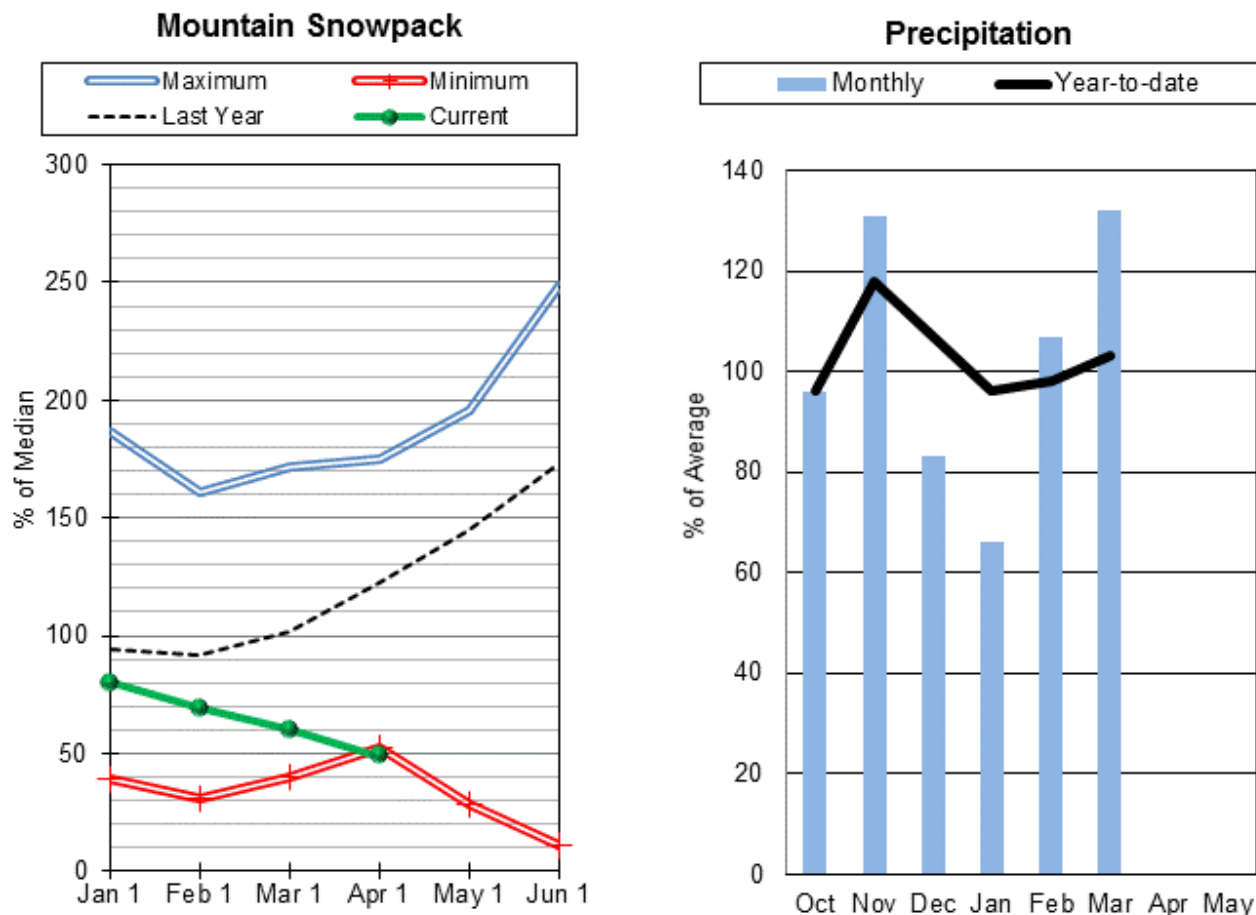 Mountain Snowpack
Maximum Minimum
Last Year Current
300
250
200
150
100
50
0
% of Median
Jan 1 Feb 1 Mar 1 Apr 1 May 1 Jun 1
Precipitation
Monthly Year-to-date
140
120
100
80
60
40
20
0
% of Average
Oct Nov Dec Jan Feb Mar Apr May